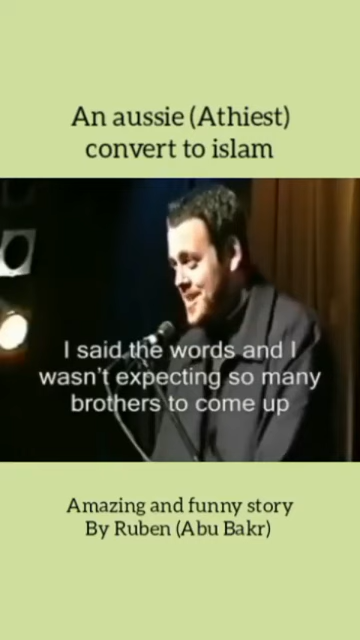 An aussie (Athiest)
convert to islam
I said the words and I
wasn't expecting so many
brothers to come up
Amazing and funny story
By Ruben (Abu Bakr)